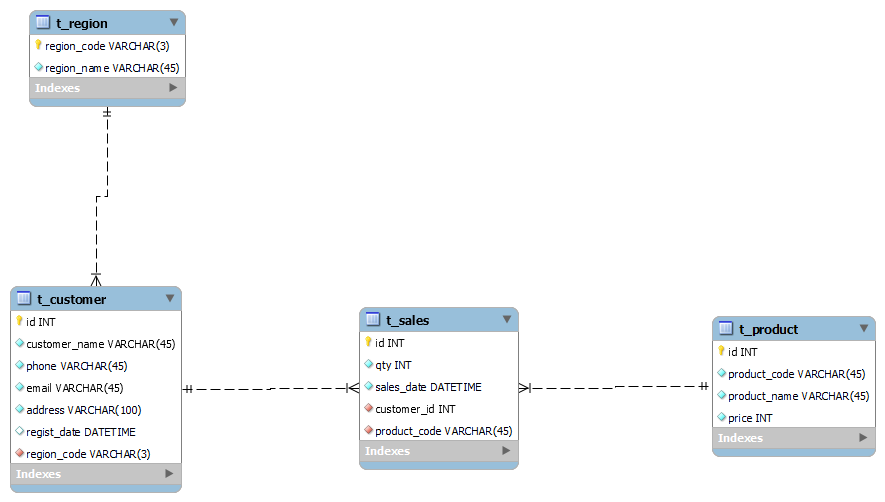 t_region
region_code VARCHAR(3)
region_name VARCHAR(45)
Indexes
t_customer
id INT
customer_name VARCHAR(45)
phone VARCHAR(45)
email VARCHAR(45)
address VARCHAR(100)
regist_date DATETIME
region_code VARCHAR(3)
Indexes
t_sales
id INT
qty INT
sales_date DATETIME
customer_id INT
product_code VARCHAR(45)
Indexes
t_product
id INT
product_code VARCHAR(45)
product_name VARCHAR(45)
price INT
Indexes